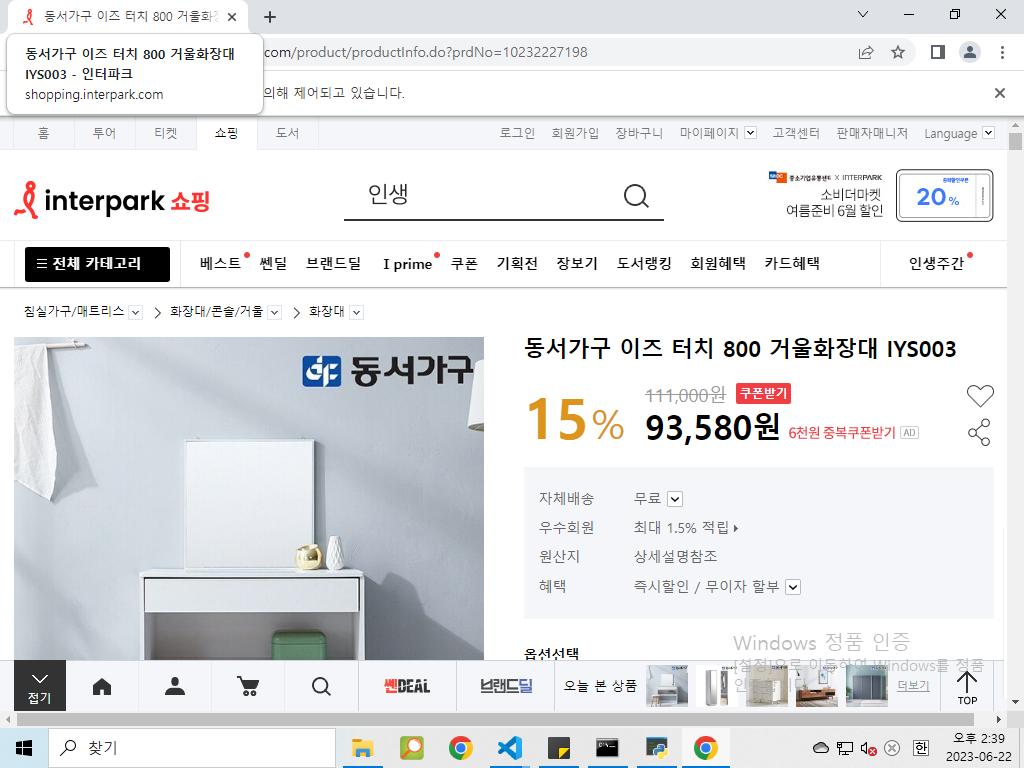 동서가구 이즈 터치 800 거울화장
동서가구 이즈 터치 800 거울화장대
IYS003 - 인터파크
shopping.interpark.com
.com/product/productInfo.do?prdNo=10232227198
의해 제어되고 있습니다.
홈 투어 티켓 쇼핑 도서
로그인 회원가입 장바구니 마이페이지 고객센터 판매자매니저 Language
interpark 쇼핑
인생
중소기업유통센터 X INTERPARK
소비더마켓
여름준비 6월 할인
20%
전체 카테고리
베스트 쎈딜 브랜드딜 I prime 쿠폰 기획전 장보기 도서랭킹 회원혜택 카드혜택 인생주간
침실가구/매트리스 화장대/콘솔/거울 화장대
동서가구
동서가구 이즈 터치 800 거울화장대 IYS003
15%
111,000원 쿠폰받기
93,580원 6천원 중복쿠폰받기 AD
자체배송 무료
우수회원 최대 1.5% 적립
원산지 상세설명참조
혜택 즉시할인 / 무이자 할부
옵션선택
Windows 정품 인증
[설정]으로 이동하여 Windows를 정품
접기
쎈DEAL
브랜드딜
오늘 본 상품
더보기
TOP
찾기
한
오후 2:39
2023-06-22